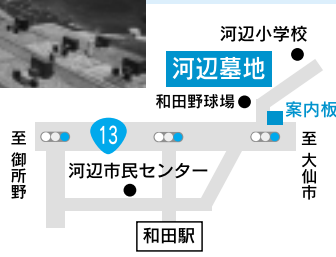 河辺小学校
河辺墓地
和田野球場
案内板
13
至御所野
至大仙市
河辺市民センター
和田駅